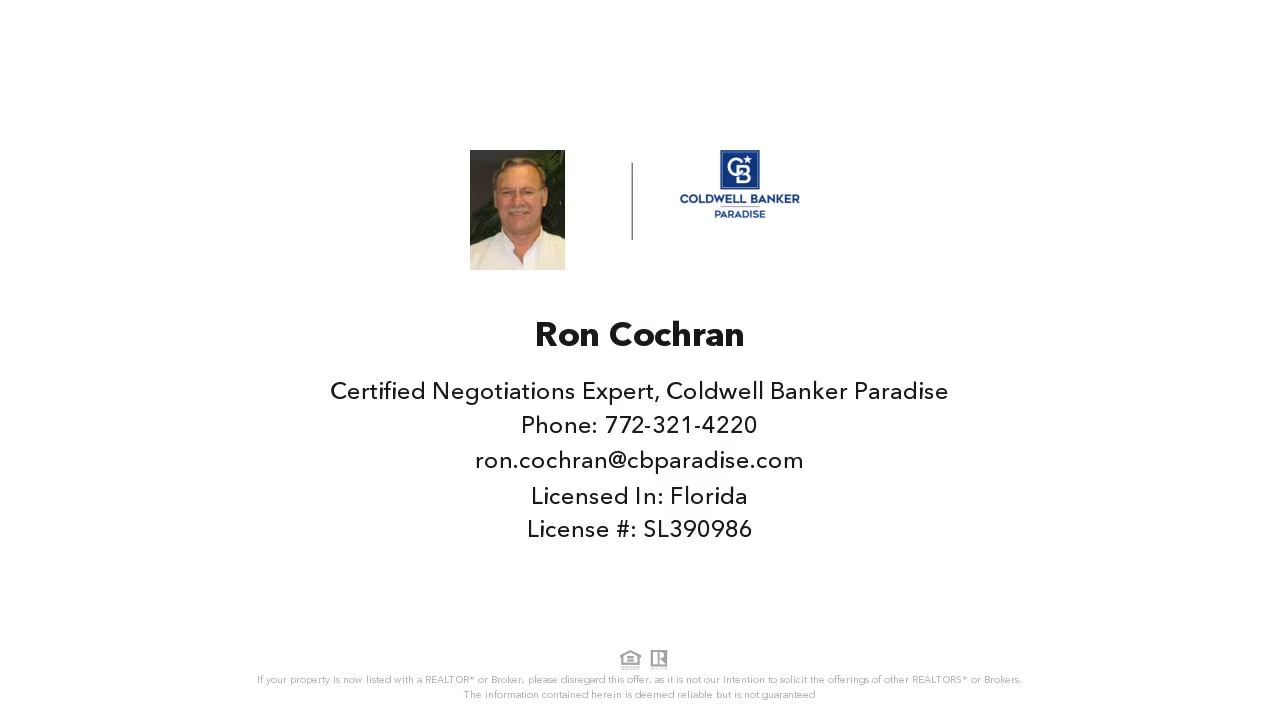 CB
COLDWELL BANKER
PARADISE
Ron Cochran
Certified Negotiations Expert, Coldwell Banker Paradise
Phone: 772-321-4220
ron.cochran@cbparadise.com
Licensed In: Florida
License #: SL390986
If your property is now listed with a REALTOR® or Broker, please disregard this offer, as it is not our intention to solicit the offerings of other REALTORS® or Brokers.
The information contained herein is deemed reliable but is not guaranteed